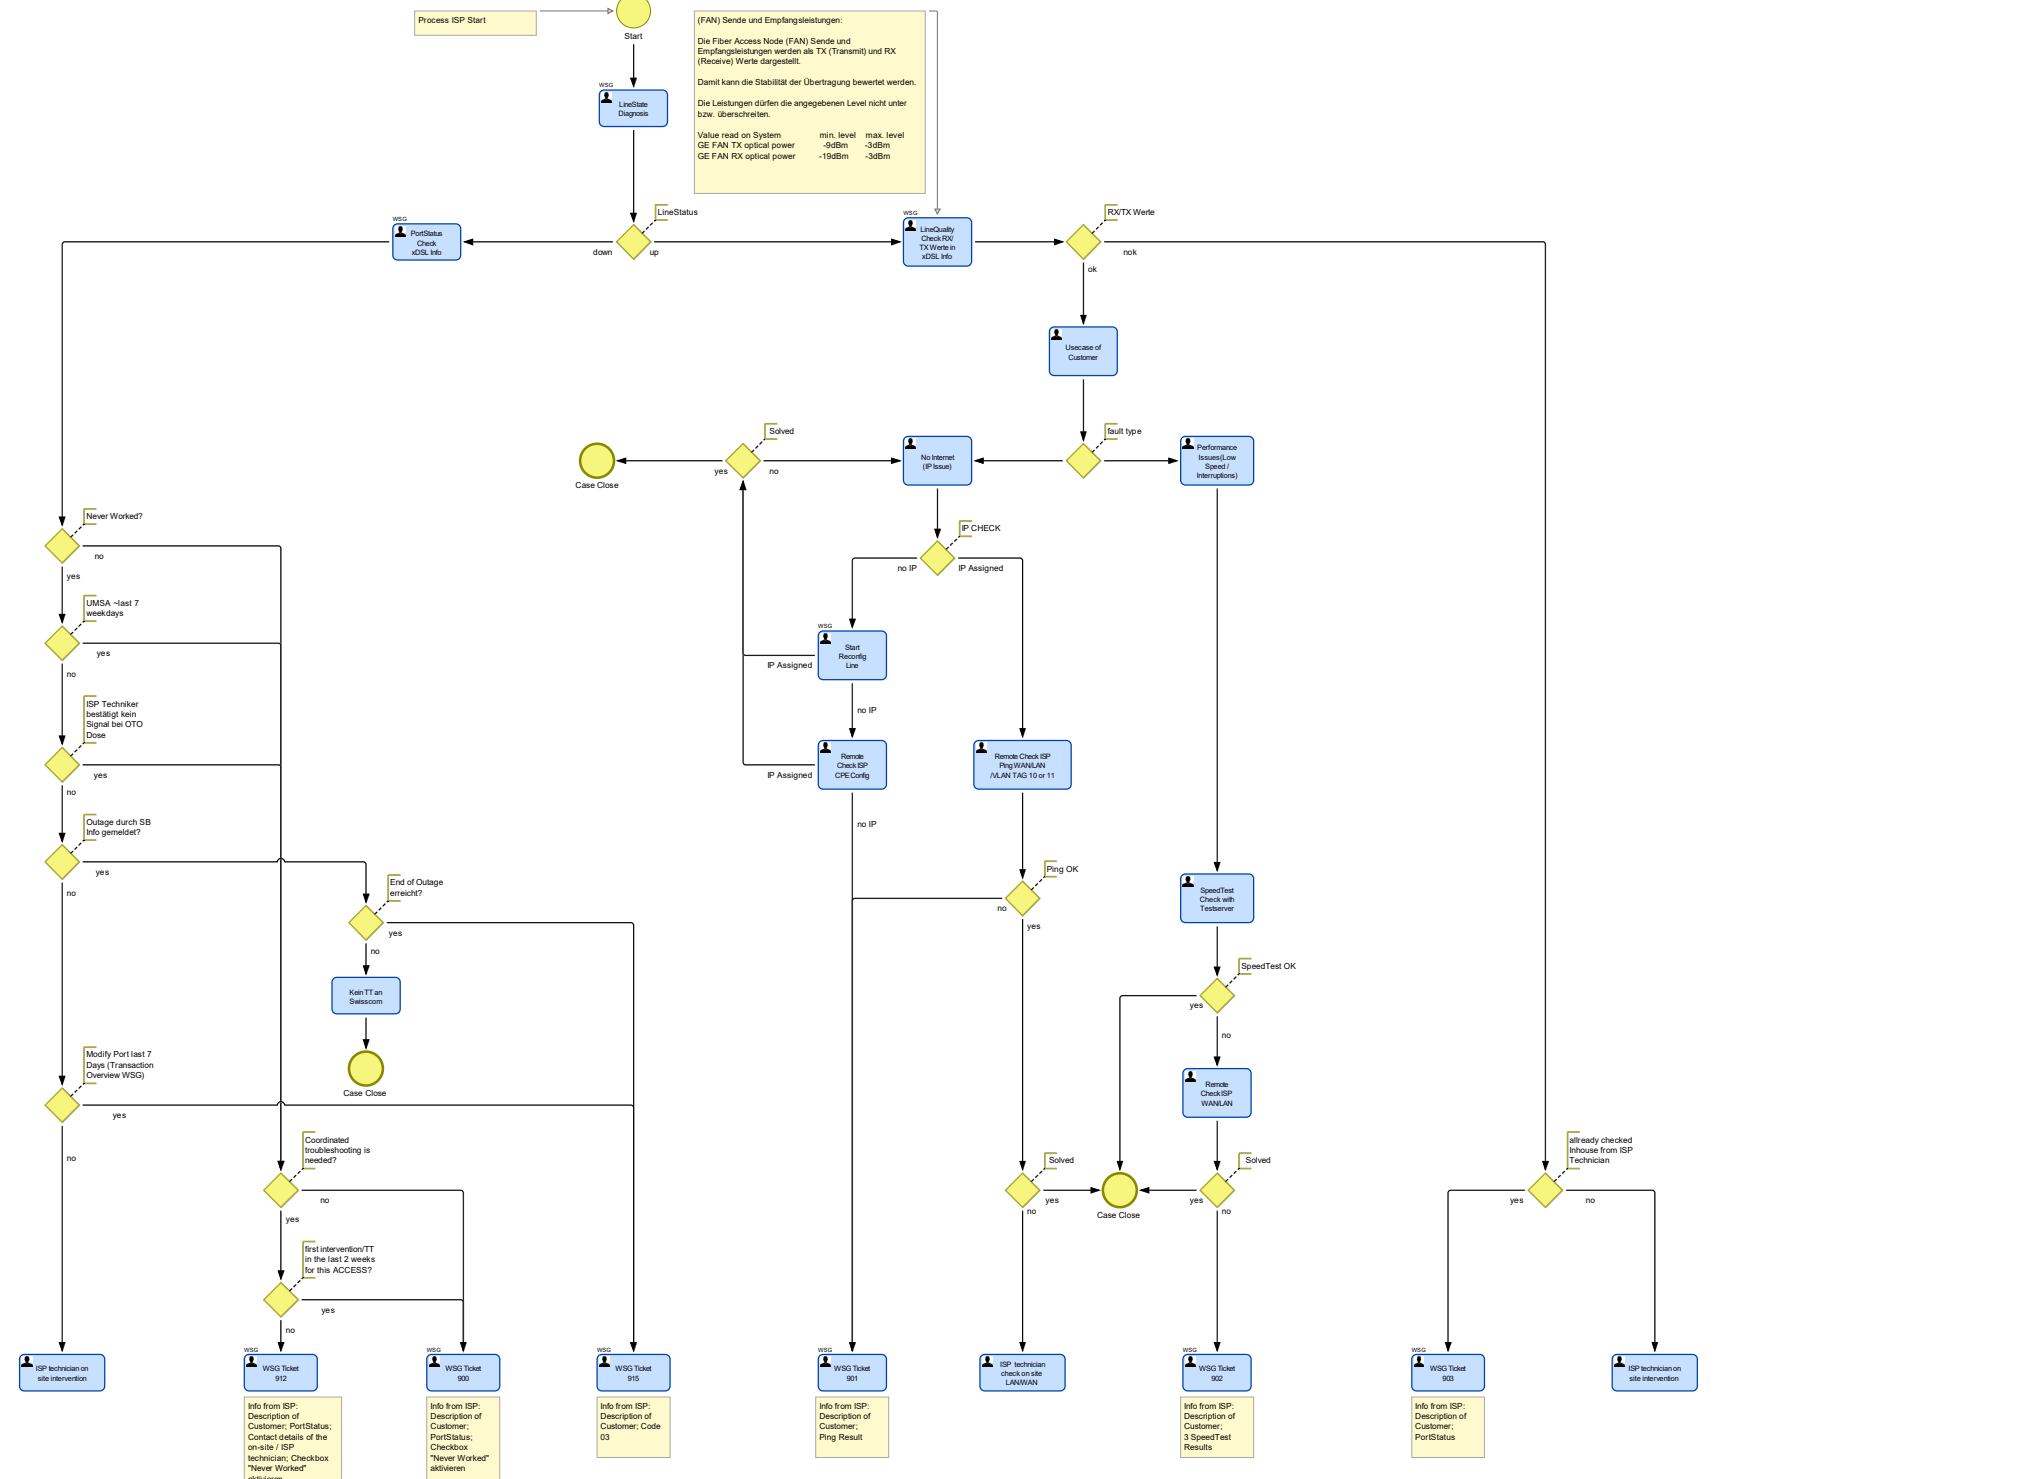 Process ISP Start
Start
(FAN) Sende und Empfangsleistungen:
Die Fiber Access Node (FAN) Sende und
Empfangsleistungen werden als TX (Transmit) und RX
(Receive) Werte dargestellt.
Damit kann die Stabilität der Übertragung bewertet werden.
Die Leistungen dürfen die angegebenen Level nicht unter
bzw. überschreiten.
Value read on System min. level max. level
GE FAN TX optical power -9dBm -3dBm
GE FAN RX optical power -19dBm -3dBm
WSG
LineState
Diagnosis
LineStatus
down
up
WSG
PortStatus
Check
xDSL Info
WSG
LineQuality
Check RX/
TX Werte in
xDSL Info
RX/TX Werte
nok
ok
Usecase of
Customer
fault type
Solved
yes
no
Case Close
No Internet
(IP Issue)
Performance
Issues(Low
Speed /
Interruptions)
Never Worked?
no
yes
IP CHECK
no IP
IP Assigned
UMSA ~last 7
weekdays
yes
no
WSG
Start
Reconfig
Line
IP Assigned
no IP
ISP Techniker
bestätigt kein
Signal bei OTO
Dose
yes
no
Remote
Check ISP
CPE Config
IP Assigned
no IP
Remote Check ISP
Ping WAN/LAN
/VLAN TAG 10 or 11
Outage durch SB
Info gemeldet?
yes
no
End of Outage
erreicht?
yes
no
Ping OK
no
yes
SpeedTest
Check with
Testserver
Kein TT an
Swisscom
Case Close
SpeedTest OK
yes
no
Modify Port last 7
Days (Transaction
Overview WSG)
yes
no
Remote
Check ISP
WAN/LAN
Coordinated
troubleshooting is
needed?
no
yes
Solved
yes
no
Case Close
Solved
yes
no
allready checked
Inhouse from ISP
Technician
yes
no
first intervention/TT
in the last 2 weeks
for this ACCESS?
yes
no
ISP technician on
site intervention
WSG
WSG Ticket
912
WSG
WSG Ticket
900
WSG
WSG Ticket
915
WSG
WSG Ticket
901
ISP technician
check on site
LAN/WAN
WSG
WSG Ticket
902
WSG
WSG Ticket
903
ISP technician on
site intervention
Info from ISP:
Description of
Customer; PortStatus;
Contact details of the
on-site / ISP
technician; Checkbox
"Never Worked"
aktivieren
Info from ISP:
Description of
Customer;
PortStatus;
Checkbox
"Never Worked"
aktivieren
Info from ISP:
Description of
Customer; Code
03
Info from ISP:
Description of
Customer;
Ping Result
Info from ISP:
Description of
Customer;
3 SpeedTest
Results
Info from ISP:
Description of
Customer;
PortStatus